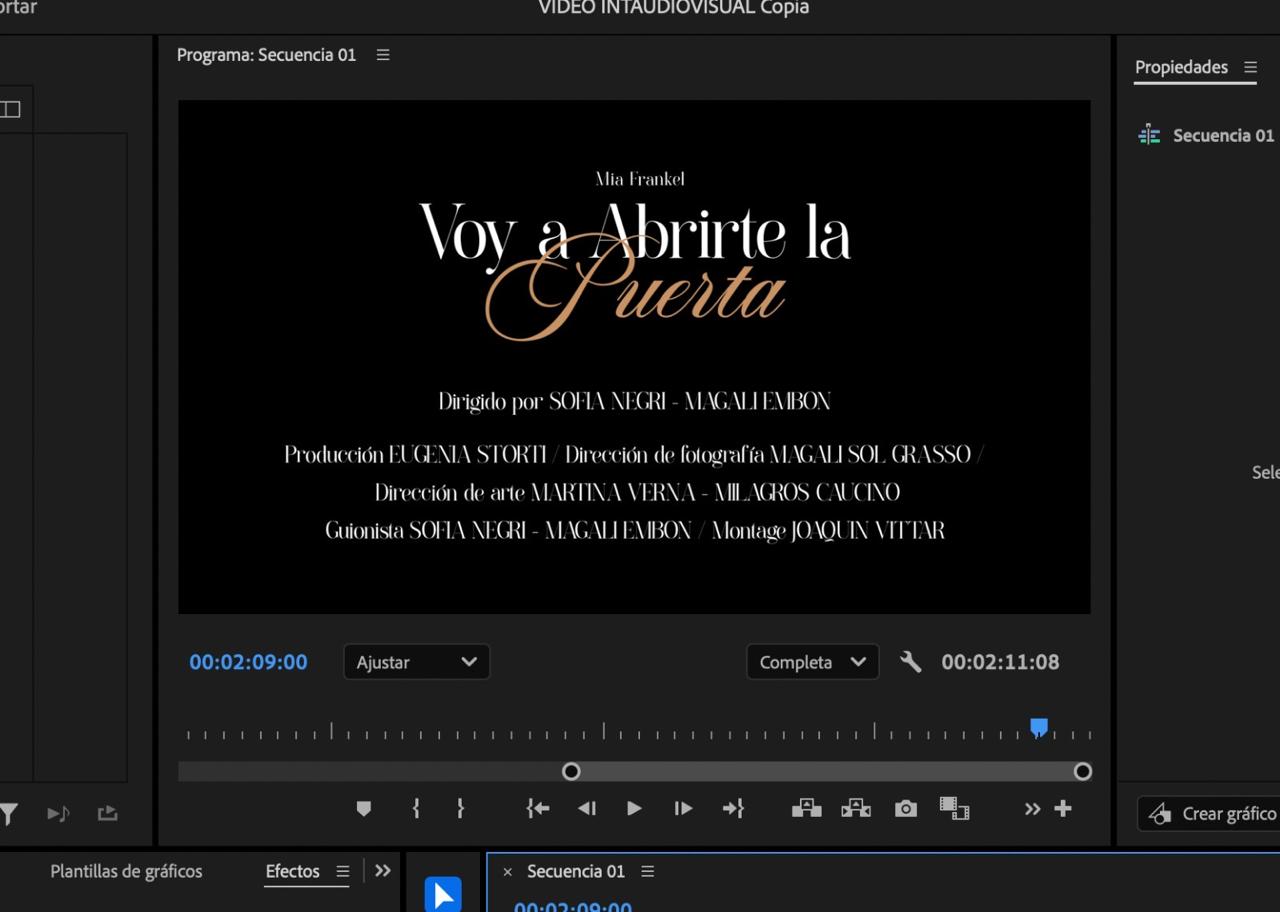 VIDEO INTAUDIOVISUAL Copia
Programa: Secuencia 01
Propiedades
Secuencia 01
Mia Frankel
Voy a Abrirte la
Puerta
Dirigido por SOFIA NEGRI - MAGALI EMBON
Producción EUGENIA STORTI / Dirección de fotografía MAGALI SOL GRASSO /
Dirección de arte MARTINA VERNA - MILAGROS CAUCINO
Guionista SOFIA NEGRI - MAGALI EMBON / Montage JOAQUIN VITTAR
00:02:09:00
Ajustar
Completa
00:02:11:08
Crear gráfico
Plantillas de gráficos
Efectos
Secuencia 01
00:02:09:00